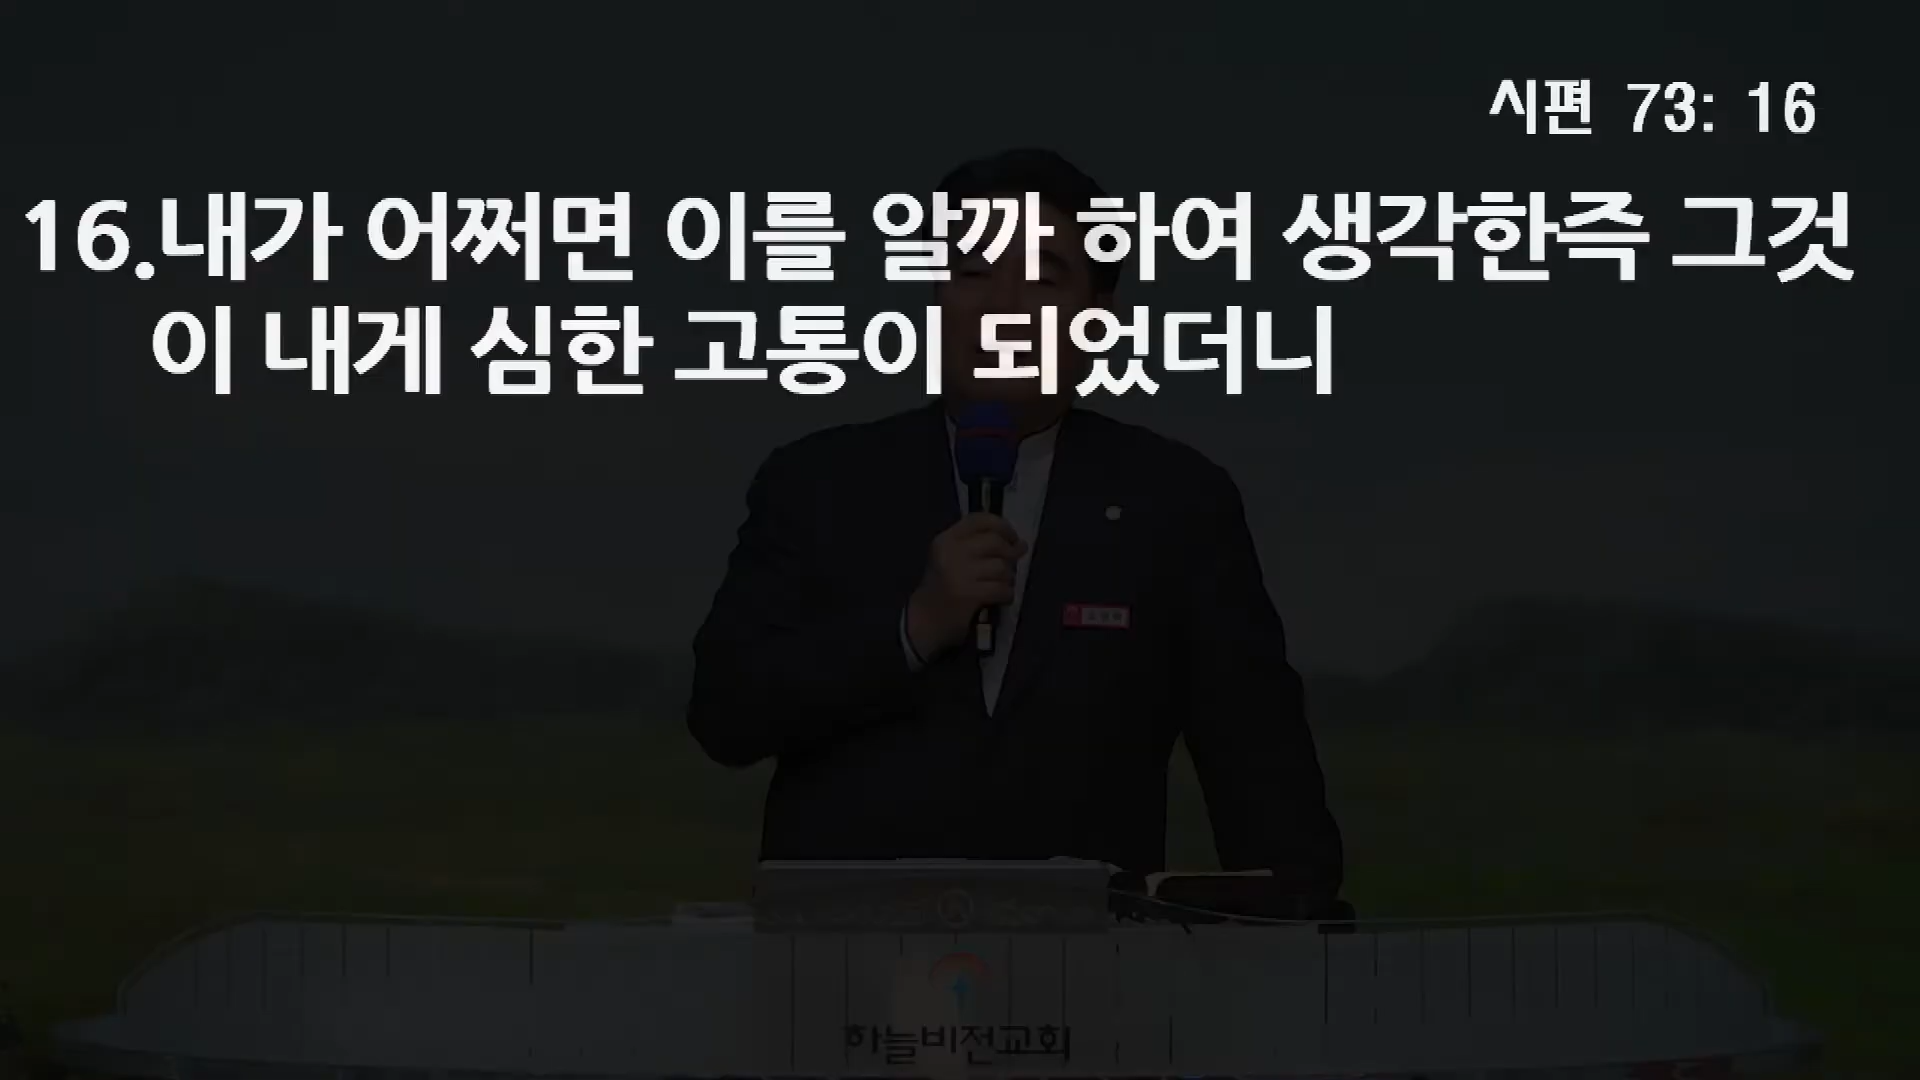 시편 73: 16
16.내가 어쩌면 이를 알까 하여 생각한즉 그것
이 내게 심한 고통이 되었더니
하늘비전교회